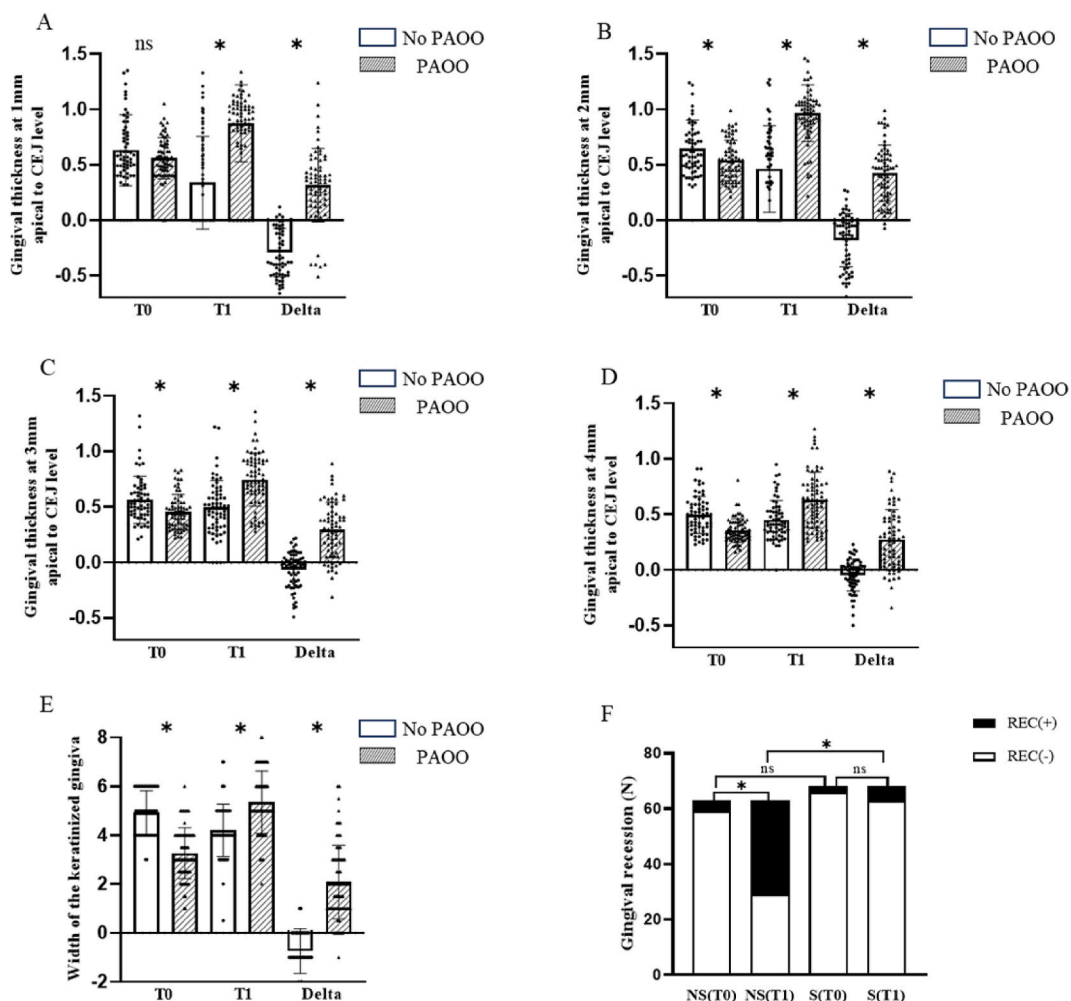 A
No PAOO
PAOO
ns
*
*
Gingival thickness at 1mm
apical to CEJ level
1.5
1.0
0.5
0.0
-0.5
T0
T1
Delta
B
No PAOO
PAOO
*
*
*
Gingival thickness at 2mm
apical to CEJ level
1.5
1.0
0.5
0.0
-0.5
T0
T1
Delta
C
No PAOO
PAOO
*
*
*
Gingival thickness at 3mm
apical to CEJ level
1.5
1.0
0.5
0.0
-0.5
T0
T1
Delta
D
No PAOO
PAOO
*
*
*
Gingival thickness at 4mm
apical to CEJ level
1.5
1.0
0.5
0.0
-0.5
T0
T1
Delta
E
No PAOO
PAOO
*
*
*
Width of the keratinized gingiva
8
6
4
2
0
-2
T0
T1
Delta
F
REC(+)
REC(-)
*
ns
*
ns
Gingival recession (N)
80
60
40
20
0
NS(T0)
NS(T1)
S(T0)
S(T1)